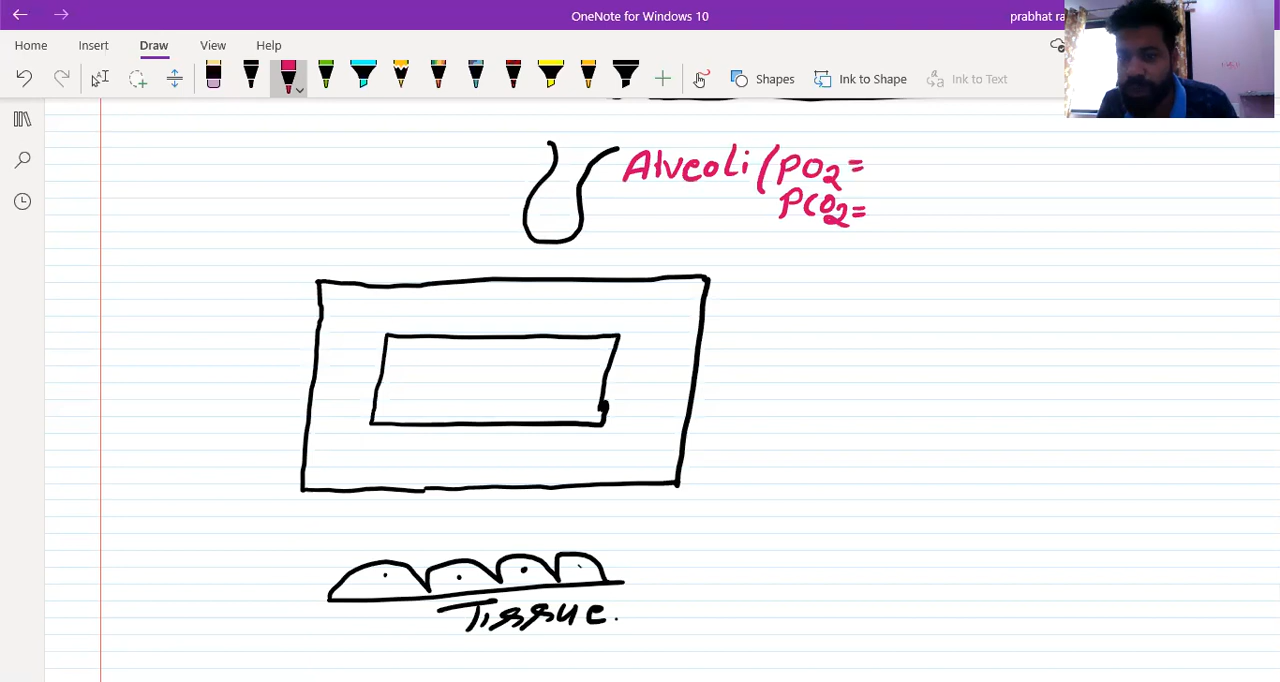 OneNote for Windows 10
prabhat ra
Home Insert Draw View Help
Shapes Ink to Shape Ink to Text
Alveoli (PO2=
PCO2=
Tissue.